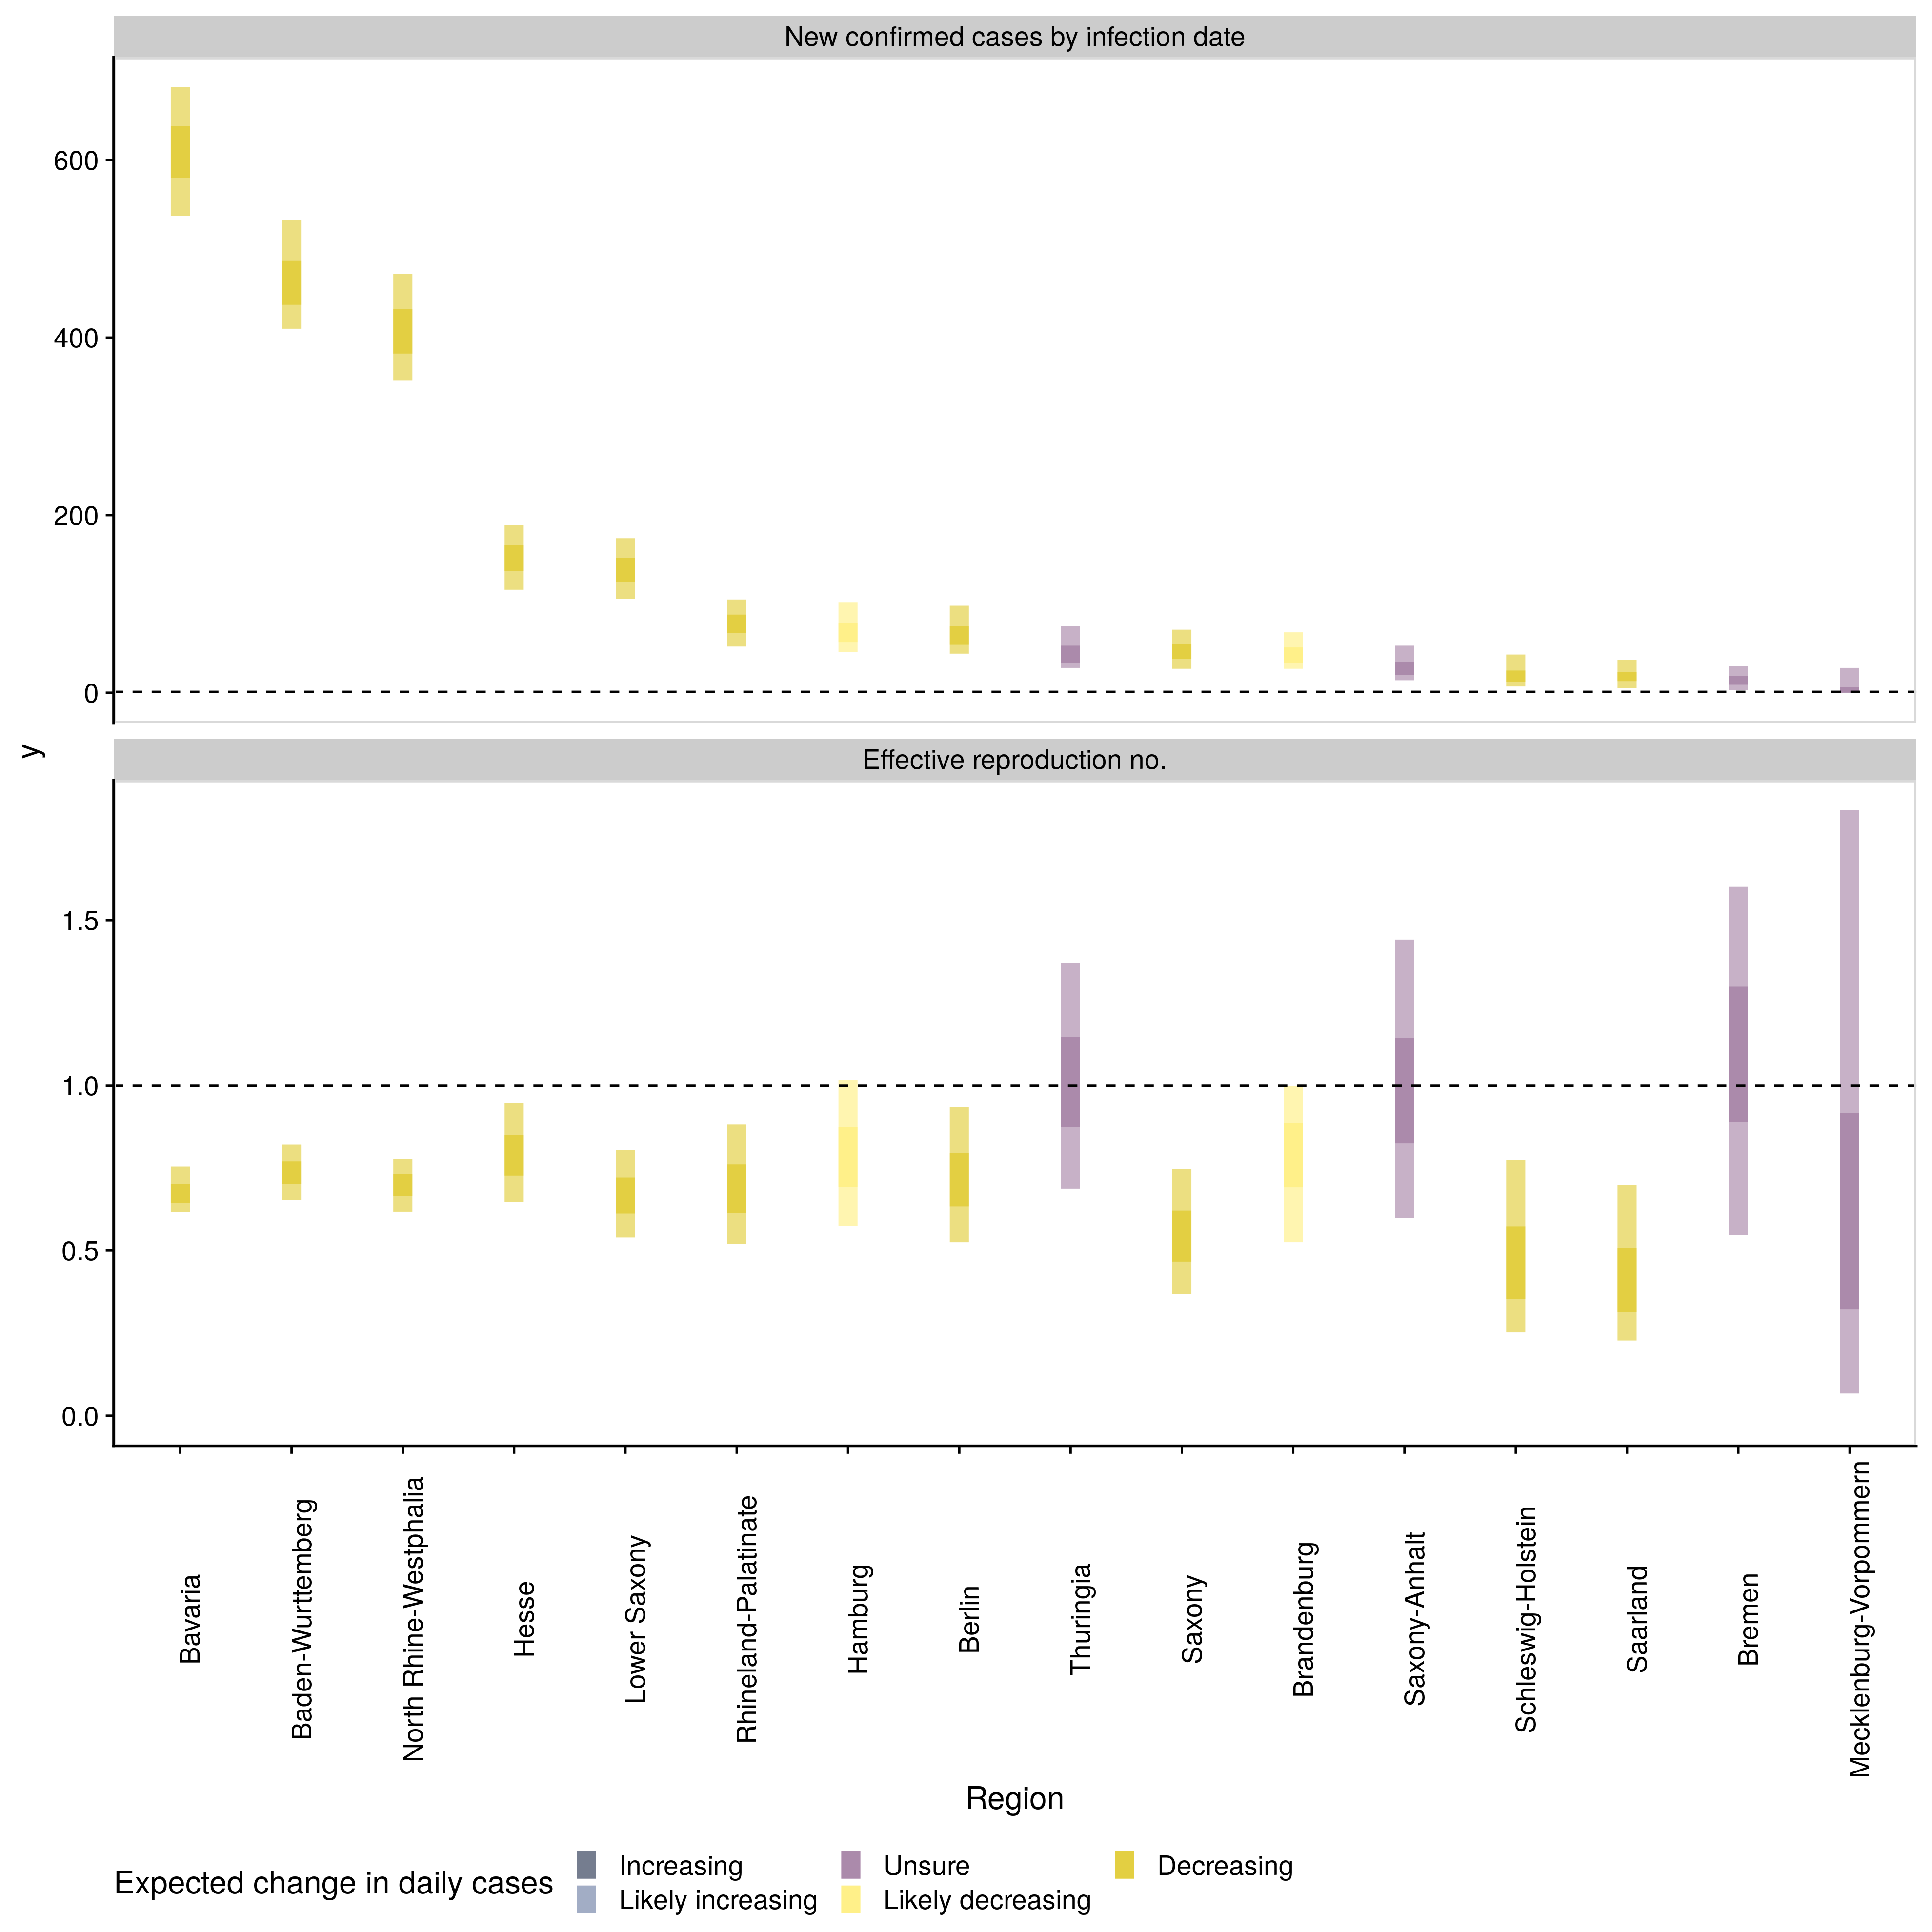 New confirmed cases by infection date
600
400
200
0
y
Effective reproduction no.
1.5
1.0
0.5
0.0
Bavaria
Baden-Wurttemberg
North Rhine-Westphalia
Hesse
Lower Saxony
Rhineland-Palatinate
Hamburg
Berlin
Thuringia
Saxony
Brandenburg
Saxony-Anhalt
Schleswig-Holstein
Saarland
Bremen
Mecklenburg-Vorpommern
Region
Expected change in daily cases
Increasing
Unsure
Decreasing
Likely increasing
Likely decreasing